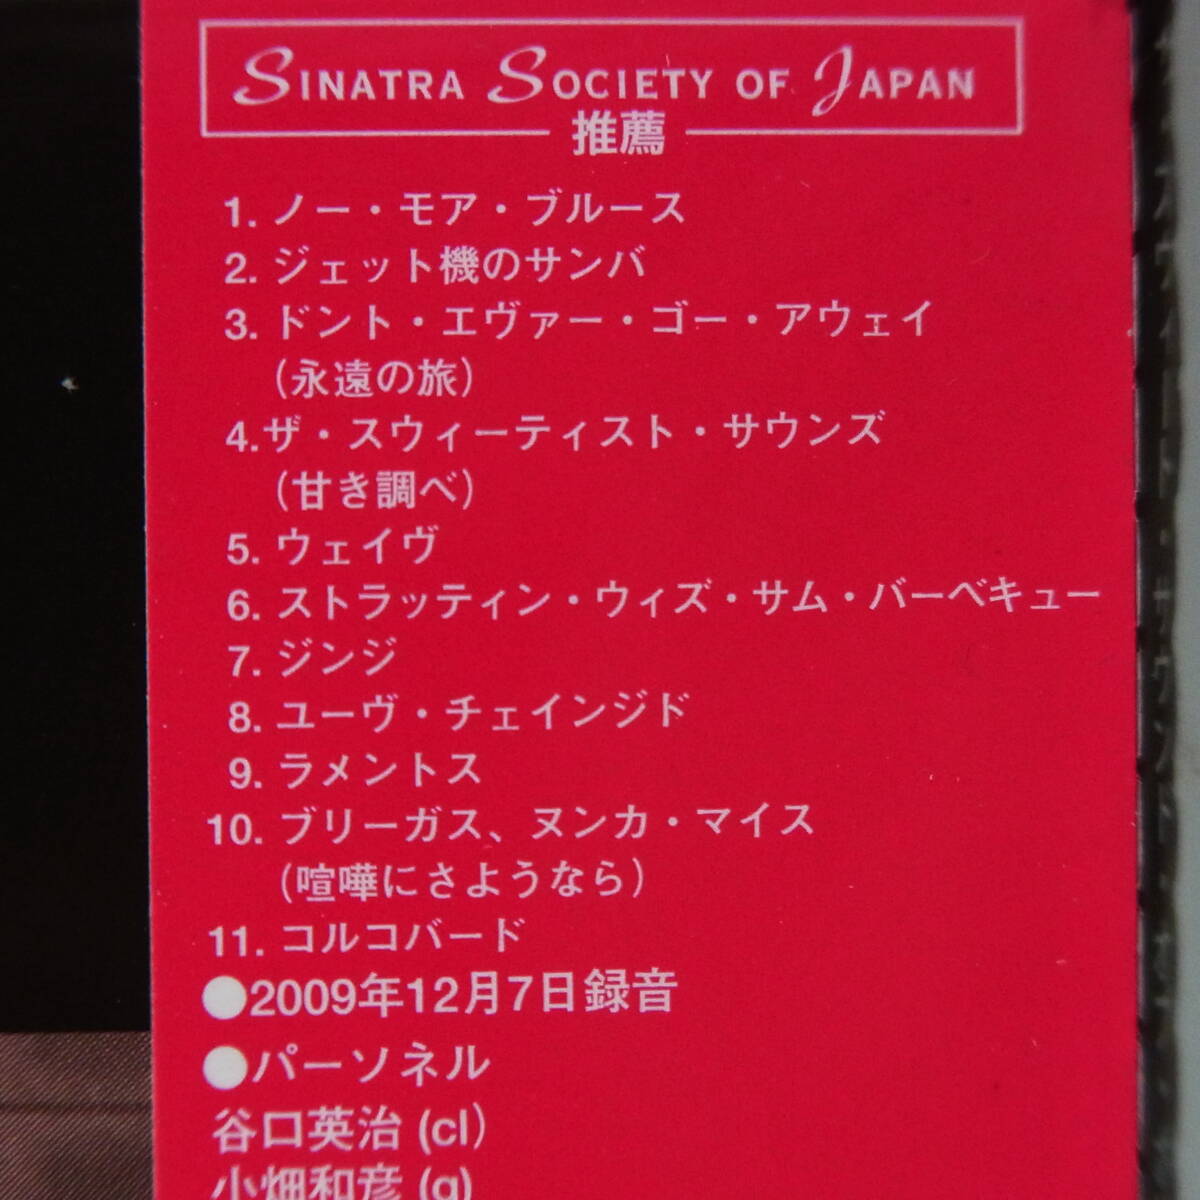 SINATRA SOCIETY OF JAPAN
推薦
1. ノー・モア・ブルース
2. ジェット機のサンバ
3. ドント・エヴァー・ゴー・アウェイ
(永遠の旅)
4.ザ・スウィーティスト・サウンズ
(甘き調べ)
5. ウェイヴ
6. ストラッティン・ウィズ・サム・バーベキュー
7. ジンジ
8. ユーヴ・チェインジド
9. ラメントス
10. ブリーガス、ヌンカ・マイス
(喧嘩にさようなら)
11. コルコバード
●2009年12月7日録音
●パーソネル
谷口英治 (cl)
小畑和彦 (g)